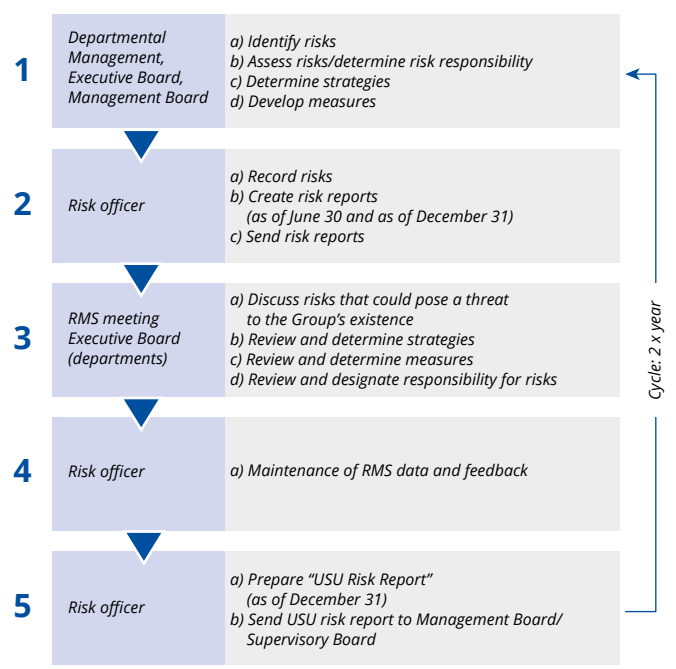 1
Departmental
Management,
Executive Board,
Management Board
a) Identify risks
b) Assess risks/determine risk responsibility
c) Determine strategies
d) Develop measures
2
Risk officer
a) Record risks
b) Create risk reports
(as of June 30 and as of December 31)
c) Send risk reports
3
RMS meeting
Executive Board
(departments)
a) Discuss risks that could pose a threat
to the Group's existence
b) Review and determine strategies
c) Review and determine measures
d) Review and designate responsibility for risks
4
Risk officer
a) Maintenance of RMS data and feedback
5
Risk officer
a) Prepare “USU Risk Report”
(as of December 31)
b) Send USU risk report to Management Board/
Supervisory Board
Cycle: 2 x year